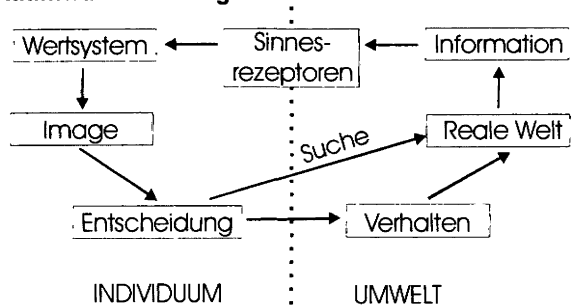 Wertsystem
Sinnes-
rezeptoren
Information
Image
Reale Welt
Suche
Entscheidung
Verhalten
INDIVIDUUM
UMWELT